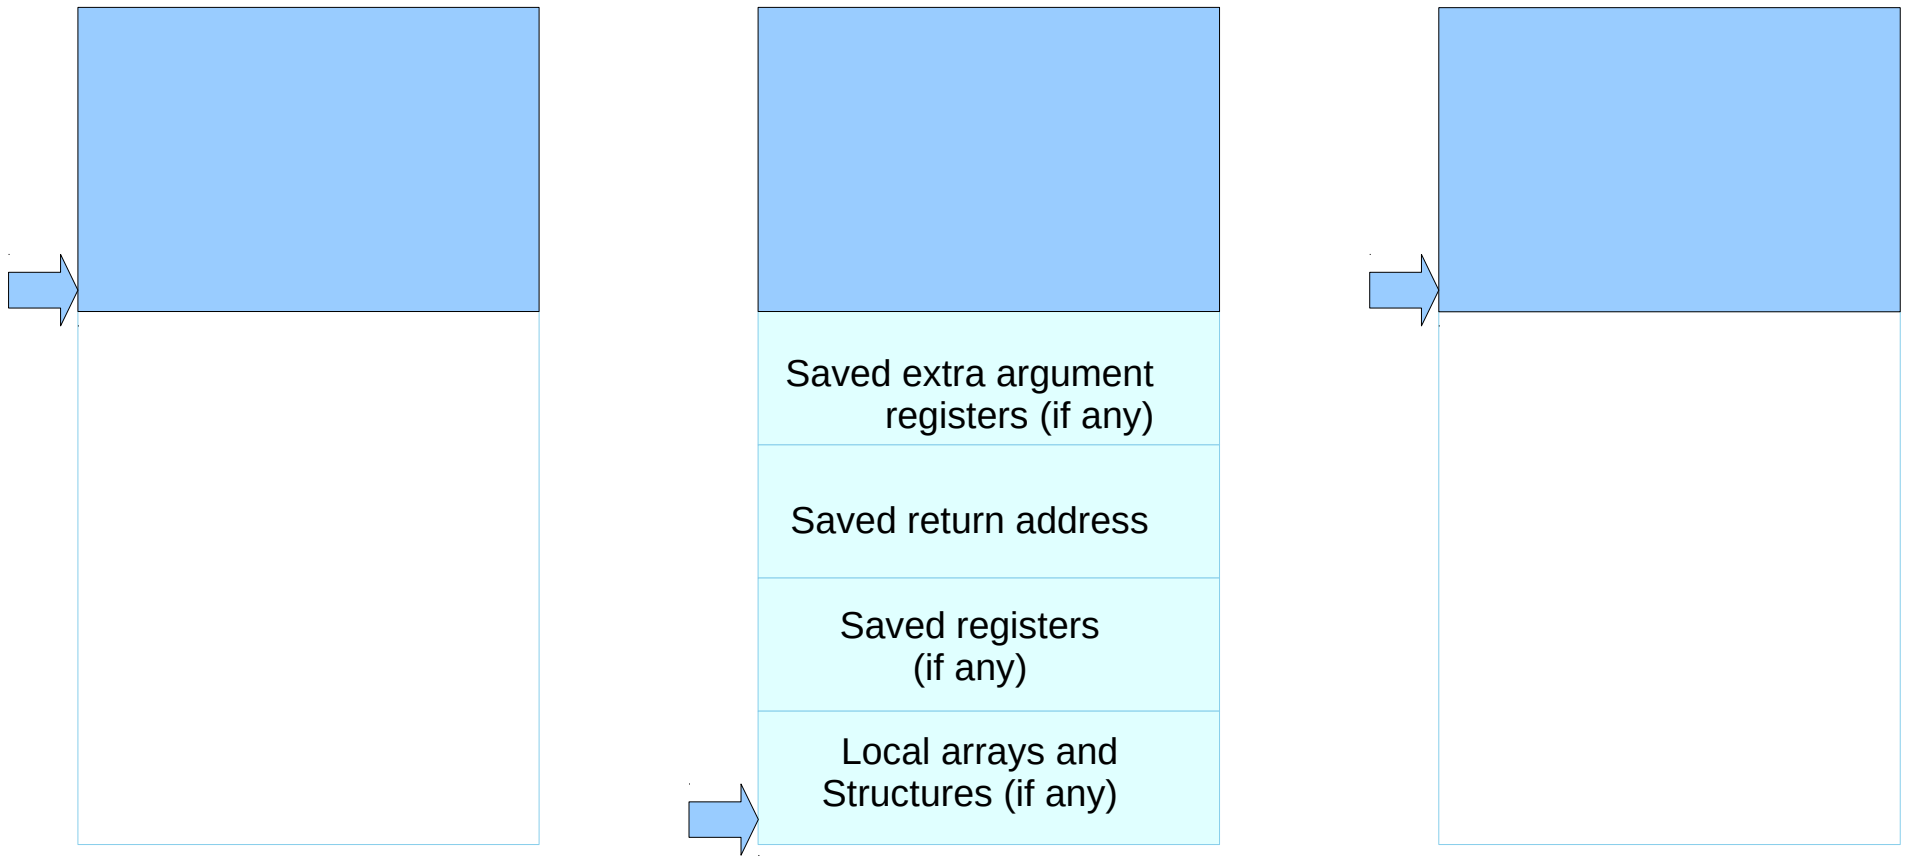 Saved extra argument
registers (if any)
Saved return address
Saved registers
(if any)
Local arrays and
Structures (if any)